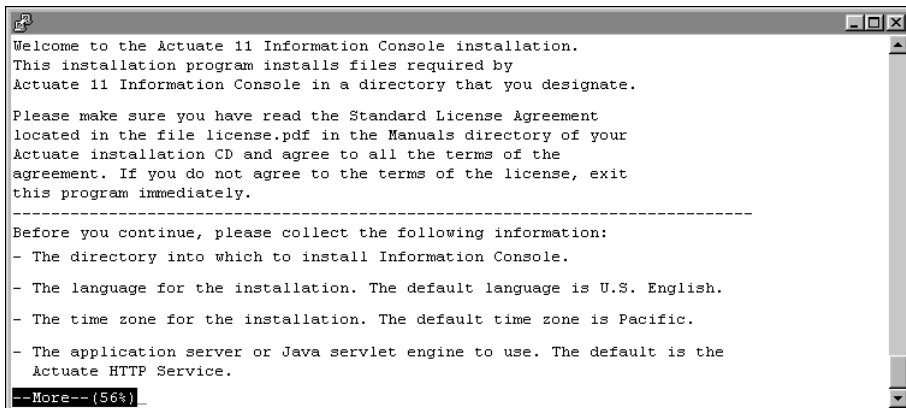 Welcome to the Actuate 11 Information Console installation.
This installation program installs files required by
Actuate 11 Information Console in a directory that you designate.
Please make sure you have read the Standard License Agreement
located in the file license.pdf in the Manuals directory of your
Actuate installation CD and agree to all the terms of the
agreement. If you do not agree to the terms of the license, exit
this program immediately.
-----------------------------------------------------------------------------
Before you continue, please collect the following information:
- The directory into which to install Information Console.
- The language for the installation. The default language is U.S. English.
- The time zone for the installation. The default time zone is Pacific.
- The application server or Java servlet engine to use. The default is the
Actuate HTTP Service.
--More--(56%)_